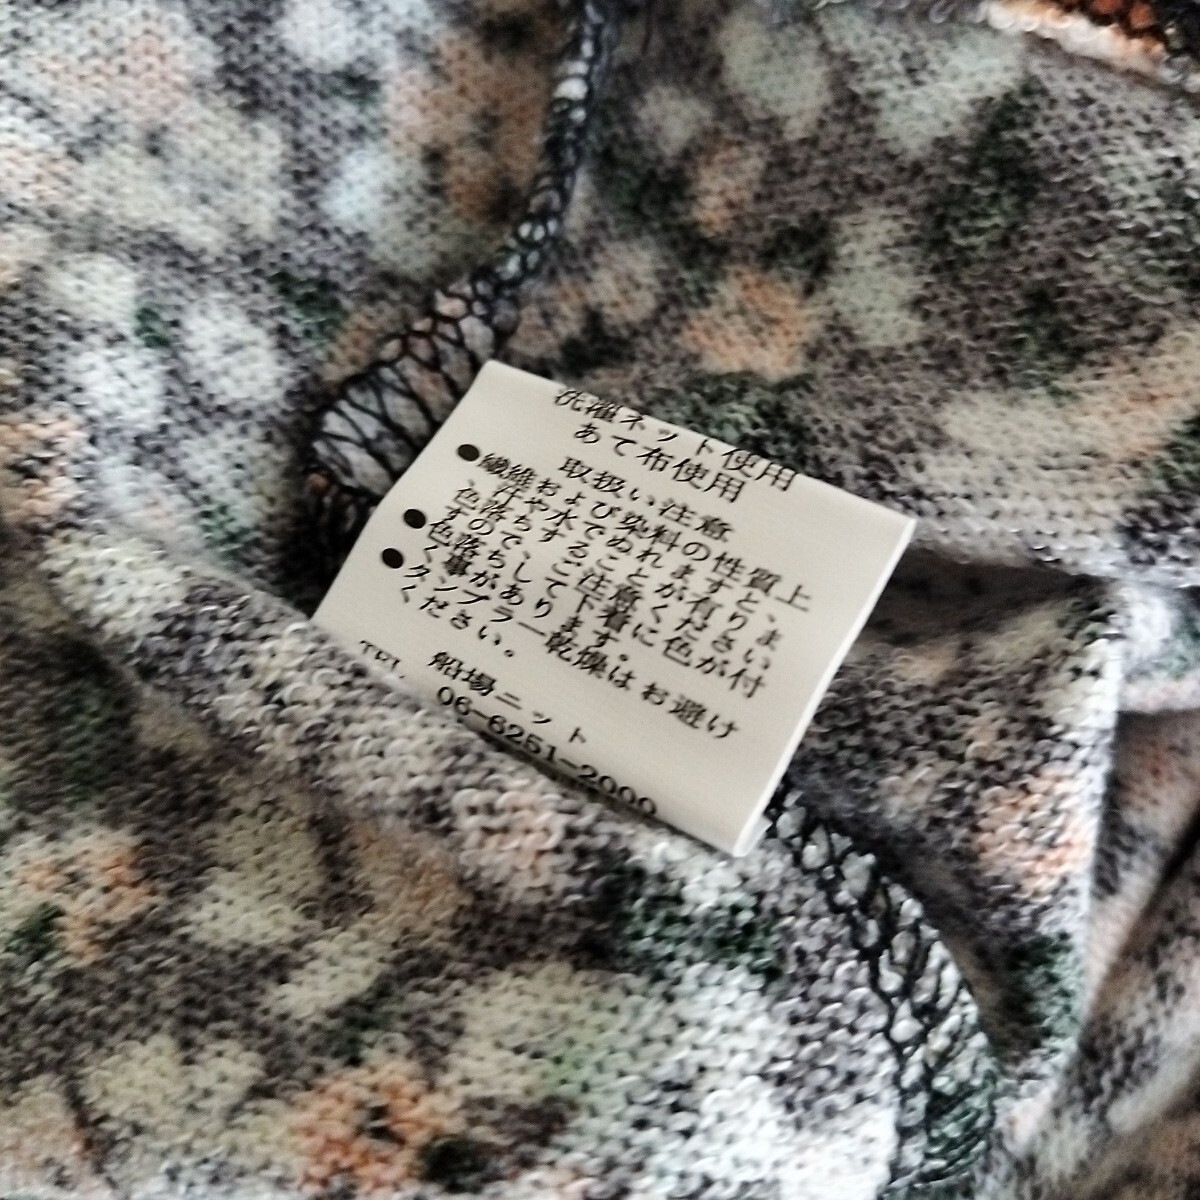 洗濯ネット使用
あて布使用
取扱い注意
●繊維および染料の性質上
、汗や水でぬれますと、
色落ちすることが有りま
すので、ご注意ください
●色落ちして下着に色が付
く事があります。
●タンブラー乾燥はお避け
ください。
船場ニット
TEL 06-6251-2000